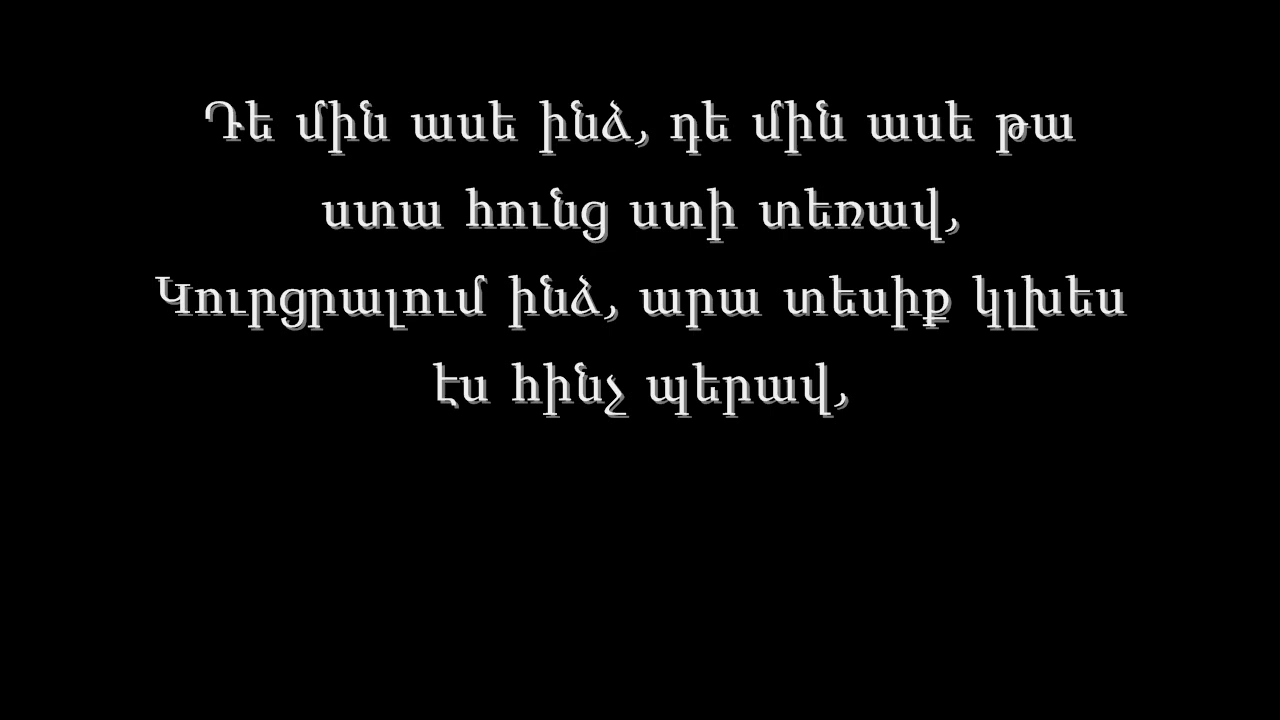 Դե մին ասե ինձ, դե մին ասե թա
ստա հունց ստի տեռավ,
Կուրցրալում ինձ, արա տեսիք կլխես
էս հինչ պերավ,